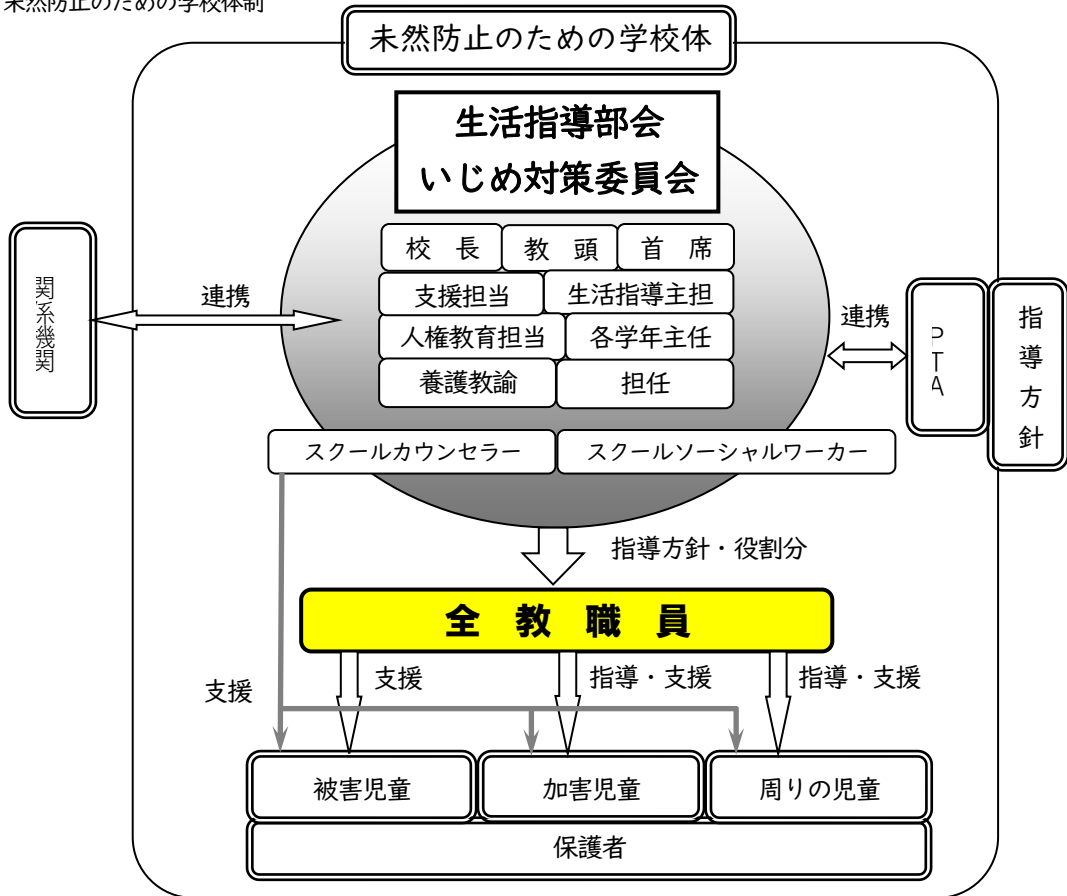 未然防止のための学校体制
未然防止のための学校体
生活指導部会
いじめ対策委員会
校 長 教 頭 首 席
支援担当 生活指導主担
人権教育担当 各学年主任
養護教諭 担任
スクールカウンセラー スクールソーシャルワーカー
関係機関
連携
連携
PTA
指導方針
指導方針・役割分
全 教 職 員
支援
支援
指導・支援
指導・支援
被害児童 加害児童 周りの児童
保護者